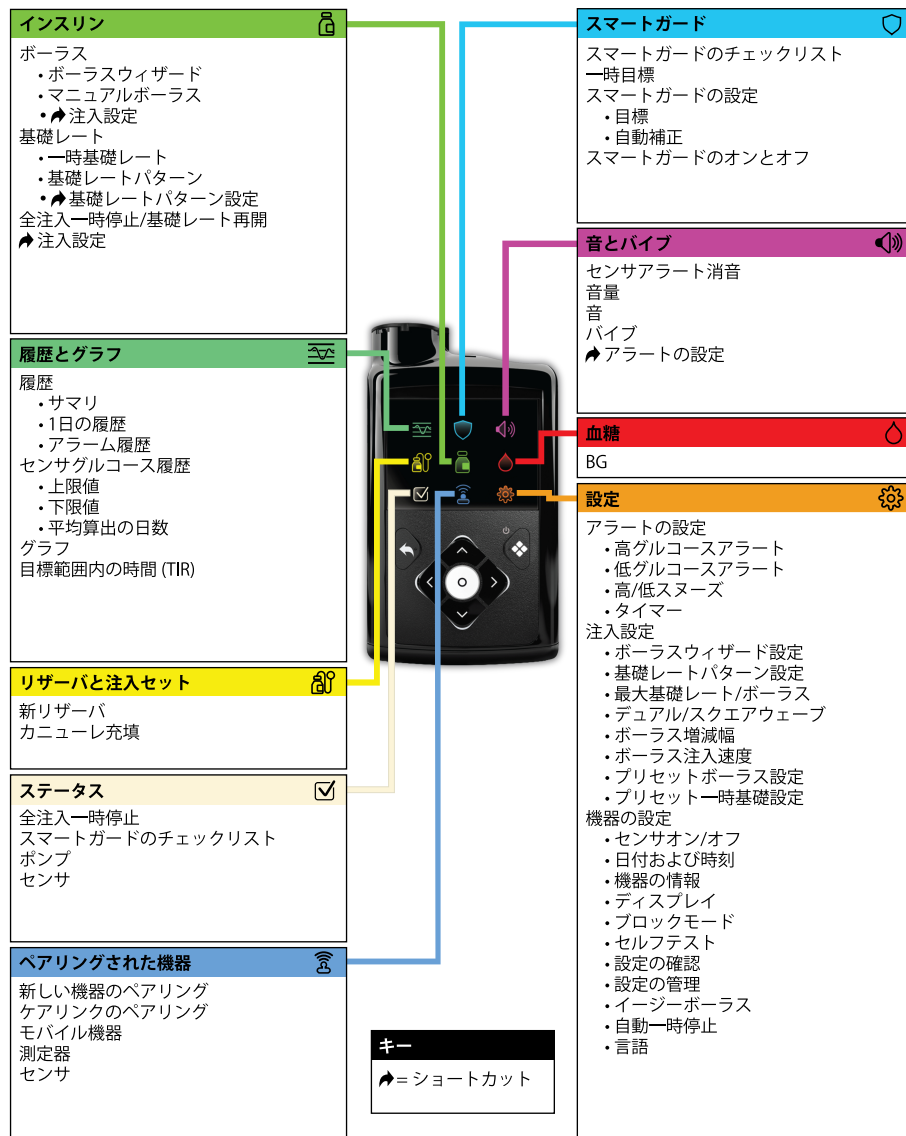 インスリン
ボーラス
・ボーラスウィザード
・マニュアルボーラス
・注入設定
基礎レート
・一時基礎レート
・基礎レートパターン
・基礎レートパターン設定
全注入一時停止/基礎レート再開
注入設定
履歴とグラフ
履歴
・サマリ
・1日の履歴
・アラーム履歴
センサグルコース履歴
・上限値
・下限値
・平均算出の日数
グラフ
目標範囲内の時間 (TIR)
リザーバと注入セット
新リザーバ
カニューレ充填
ステータス
全注入一時停止
スマートガードのチェックリスト
ポンプ
センサ
ペアリングされた機器
新しい機器のペアリング
ケアリンクのペアリング
モバイル機器
測定器
センサ
スマートガード
スマートガードのチェックリスト
一時目標
スマートガードの設定
・目標
・自動補正
スマートガードのオンとオフ
音とバイブ
センサアラート消音
音量
音
バイブ
アラートの設定
血糖
BG
設定
アラートの設定
・高グルコースアラート
・低グルコースアラート
・高/低スヌーズ
・タイマー
注入設定
・ボーラスウィザード設定
・基礎レートパターン設定
・最大基礎レート/ボーラス
・デュアル/スクエアウェーブ
・ボーラス増減幅
・ボーラス注入速度
・プリセットボーラス設定
・プリセット一時基礎設定
機器の設定
・センサオン/オフ
・日付および時刻
・機器の情報
・ディスプレイ
・ブロックモード
・セルフテスト
・設定の確認
・設定の管理
・イージーボーラス
・自動一時停止
・言語
キー
= ショートカット